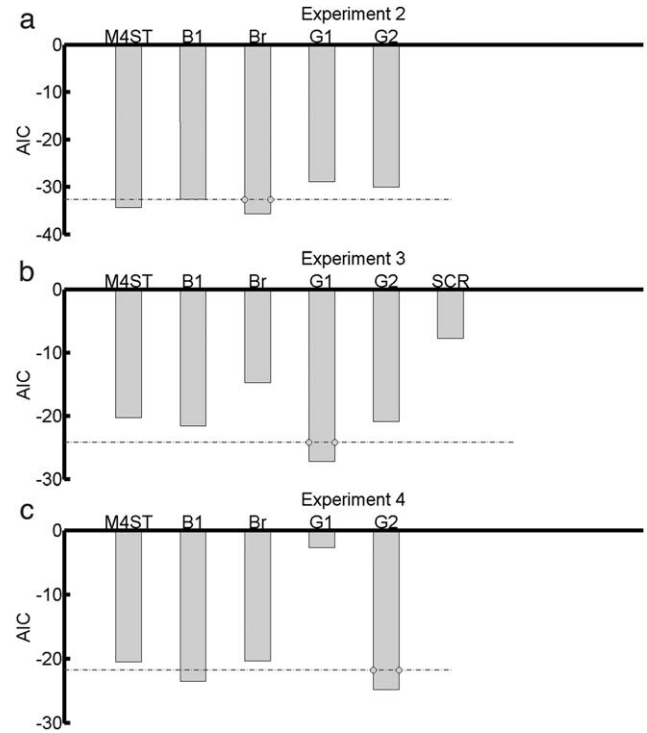 a
Experiment 2
M4ST B1 Br G1 G2
0
-10
-20
-30
-40
AIC
b
Experiment 3
M4ST B1 Br G1 G2 SCR
0
-10
-20
-30
AIC
c
Experiment 4
M4ST B1 Br G1 G2
0
-10
-20
-30
AIC